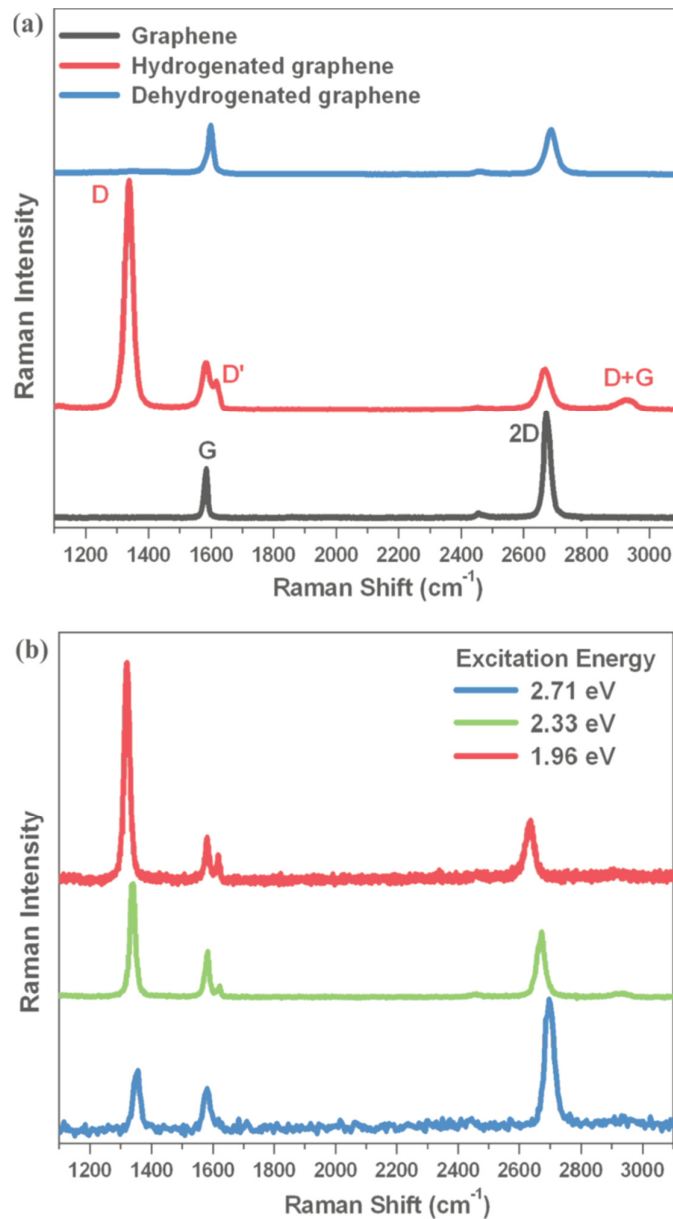 (a)
Graphene
Hydrogenated graphene
Dehydrogenated graphene
D
D'
D+G
G
2D
Raman Intensity
1200 1400 1600 1800 2000 2200 2400 2600 2800 3000
Raman Shift (cm⁻¹)
(b)
Excitation Energy
2.71 eV
2.33 eV
1.96 eV
Raman Intensity
1200 1400 1600 1800 2000 2200 2400 2600 2800 3000
Raman Shift (cm⁻¹)